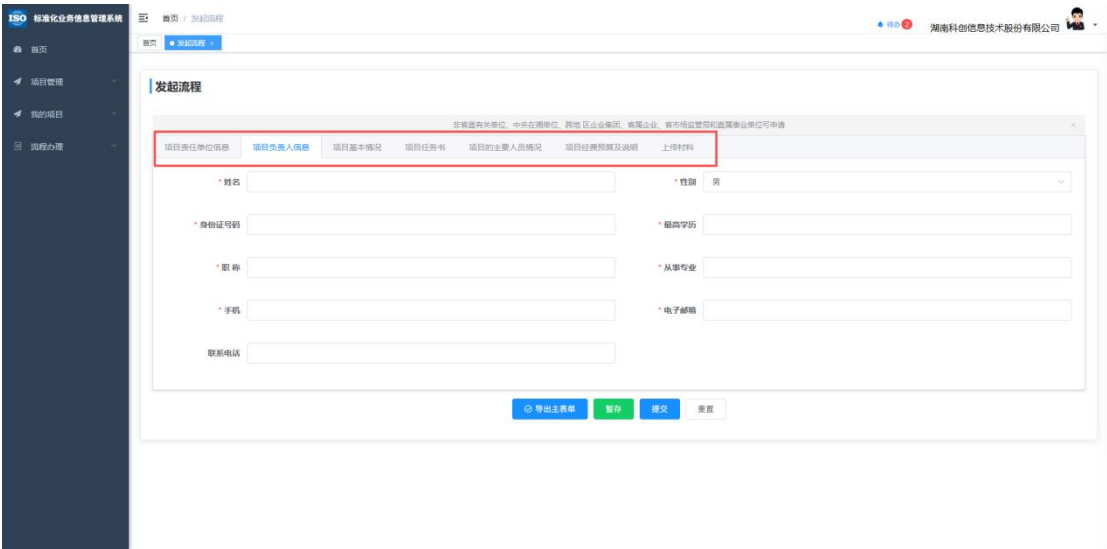 ISO 标准化业务信息管理系统
首页 / 发起流程
待办 2
湖南科创信息技术股份有限公司
首页
项目管理
我的项目
流程办理
首页
发起流程 ×
发起流程
非省直有关单位、中央在湘单位、跨地 区企业集团、省属企业、省市场监管局和直属事业单位可申请 ×
项目责任单位信息 项目负责人信息 项目基本情况 项目任务书 项目的主要人员情况 项目经费预算及说明 上传材料
* 姓名
* 性别 男
* 身份证号码
* 最高学历
* 职 称
* 从事专业
* 手机
* 电子邮箱
联系电话
导出主表单 暂存 提交 重置